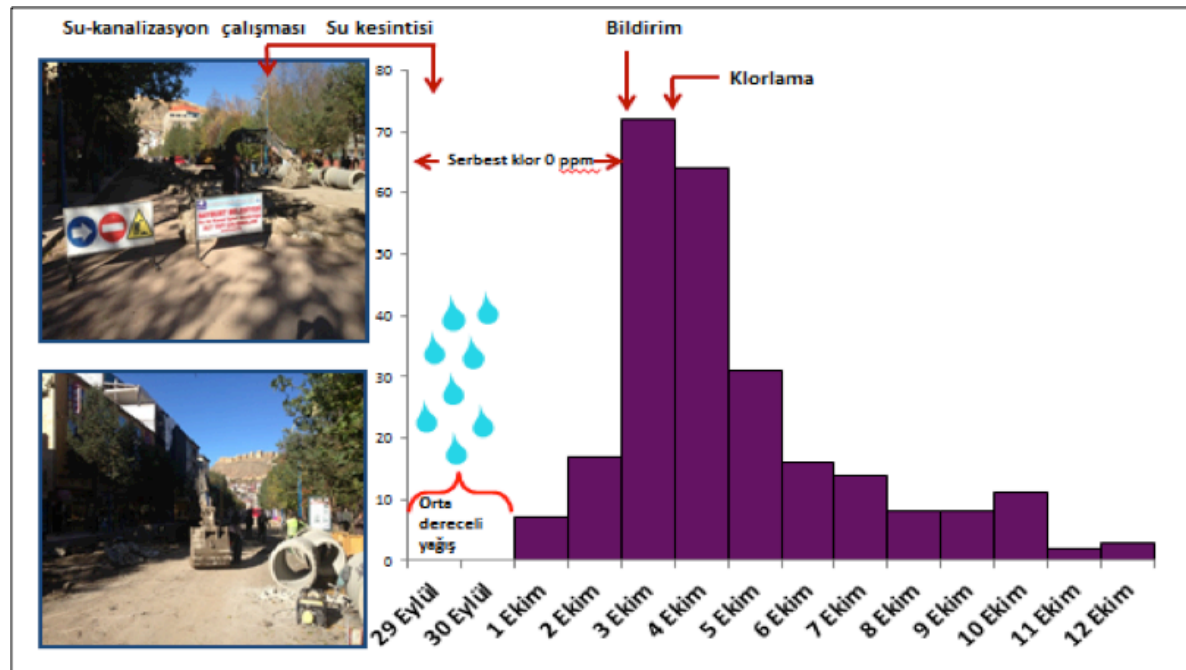 Su-kanalizasyon çalışması Su kesintisi
Bildirim
Klorlama
Serbest klor 0 ppm
80
70
60
50
40
30
20
10
0
Orta
dereceli
yağış
29 Eylül
30 Eylül
1 Ekim
2 Ekim
3 Ekim
4 Ekim
5 Ekim
6 Ekim
7 Ekim
8 Ekim
9 Ekim
10 Ekim
11 Ekim
12 Ekim